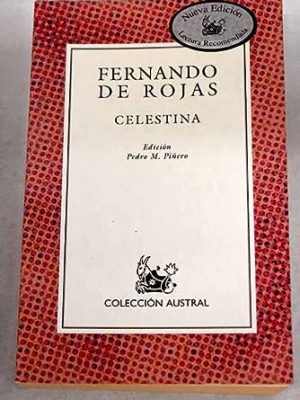 Nueva Edición
Lectura Recomendada
FERNANDO
DE ROJAS
CELESTINA
Edición
Pedro M. Piñero
COLECCIÓN AUSTRAL